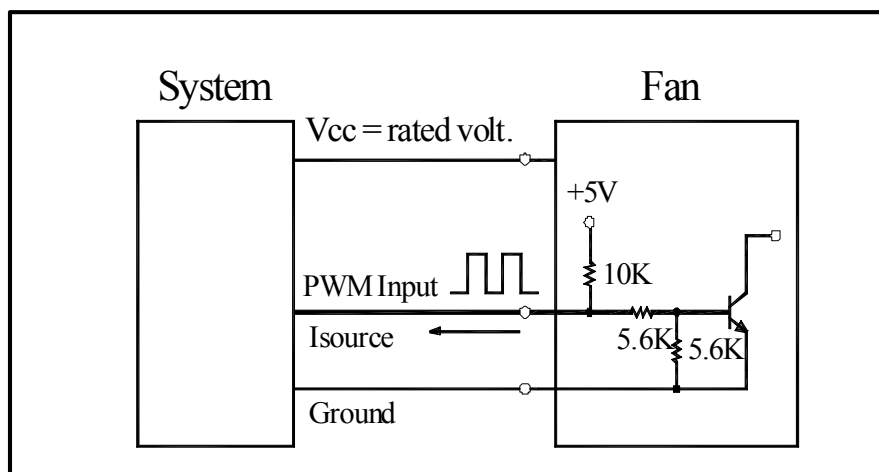 System
Fan
Vcc = rated volt.
+5V
10K
PWM Input
Isource
5.6K
5.6K
Ground